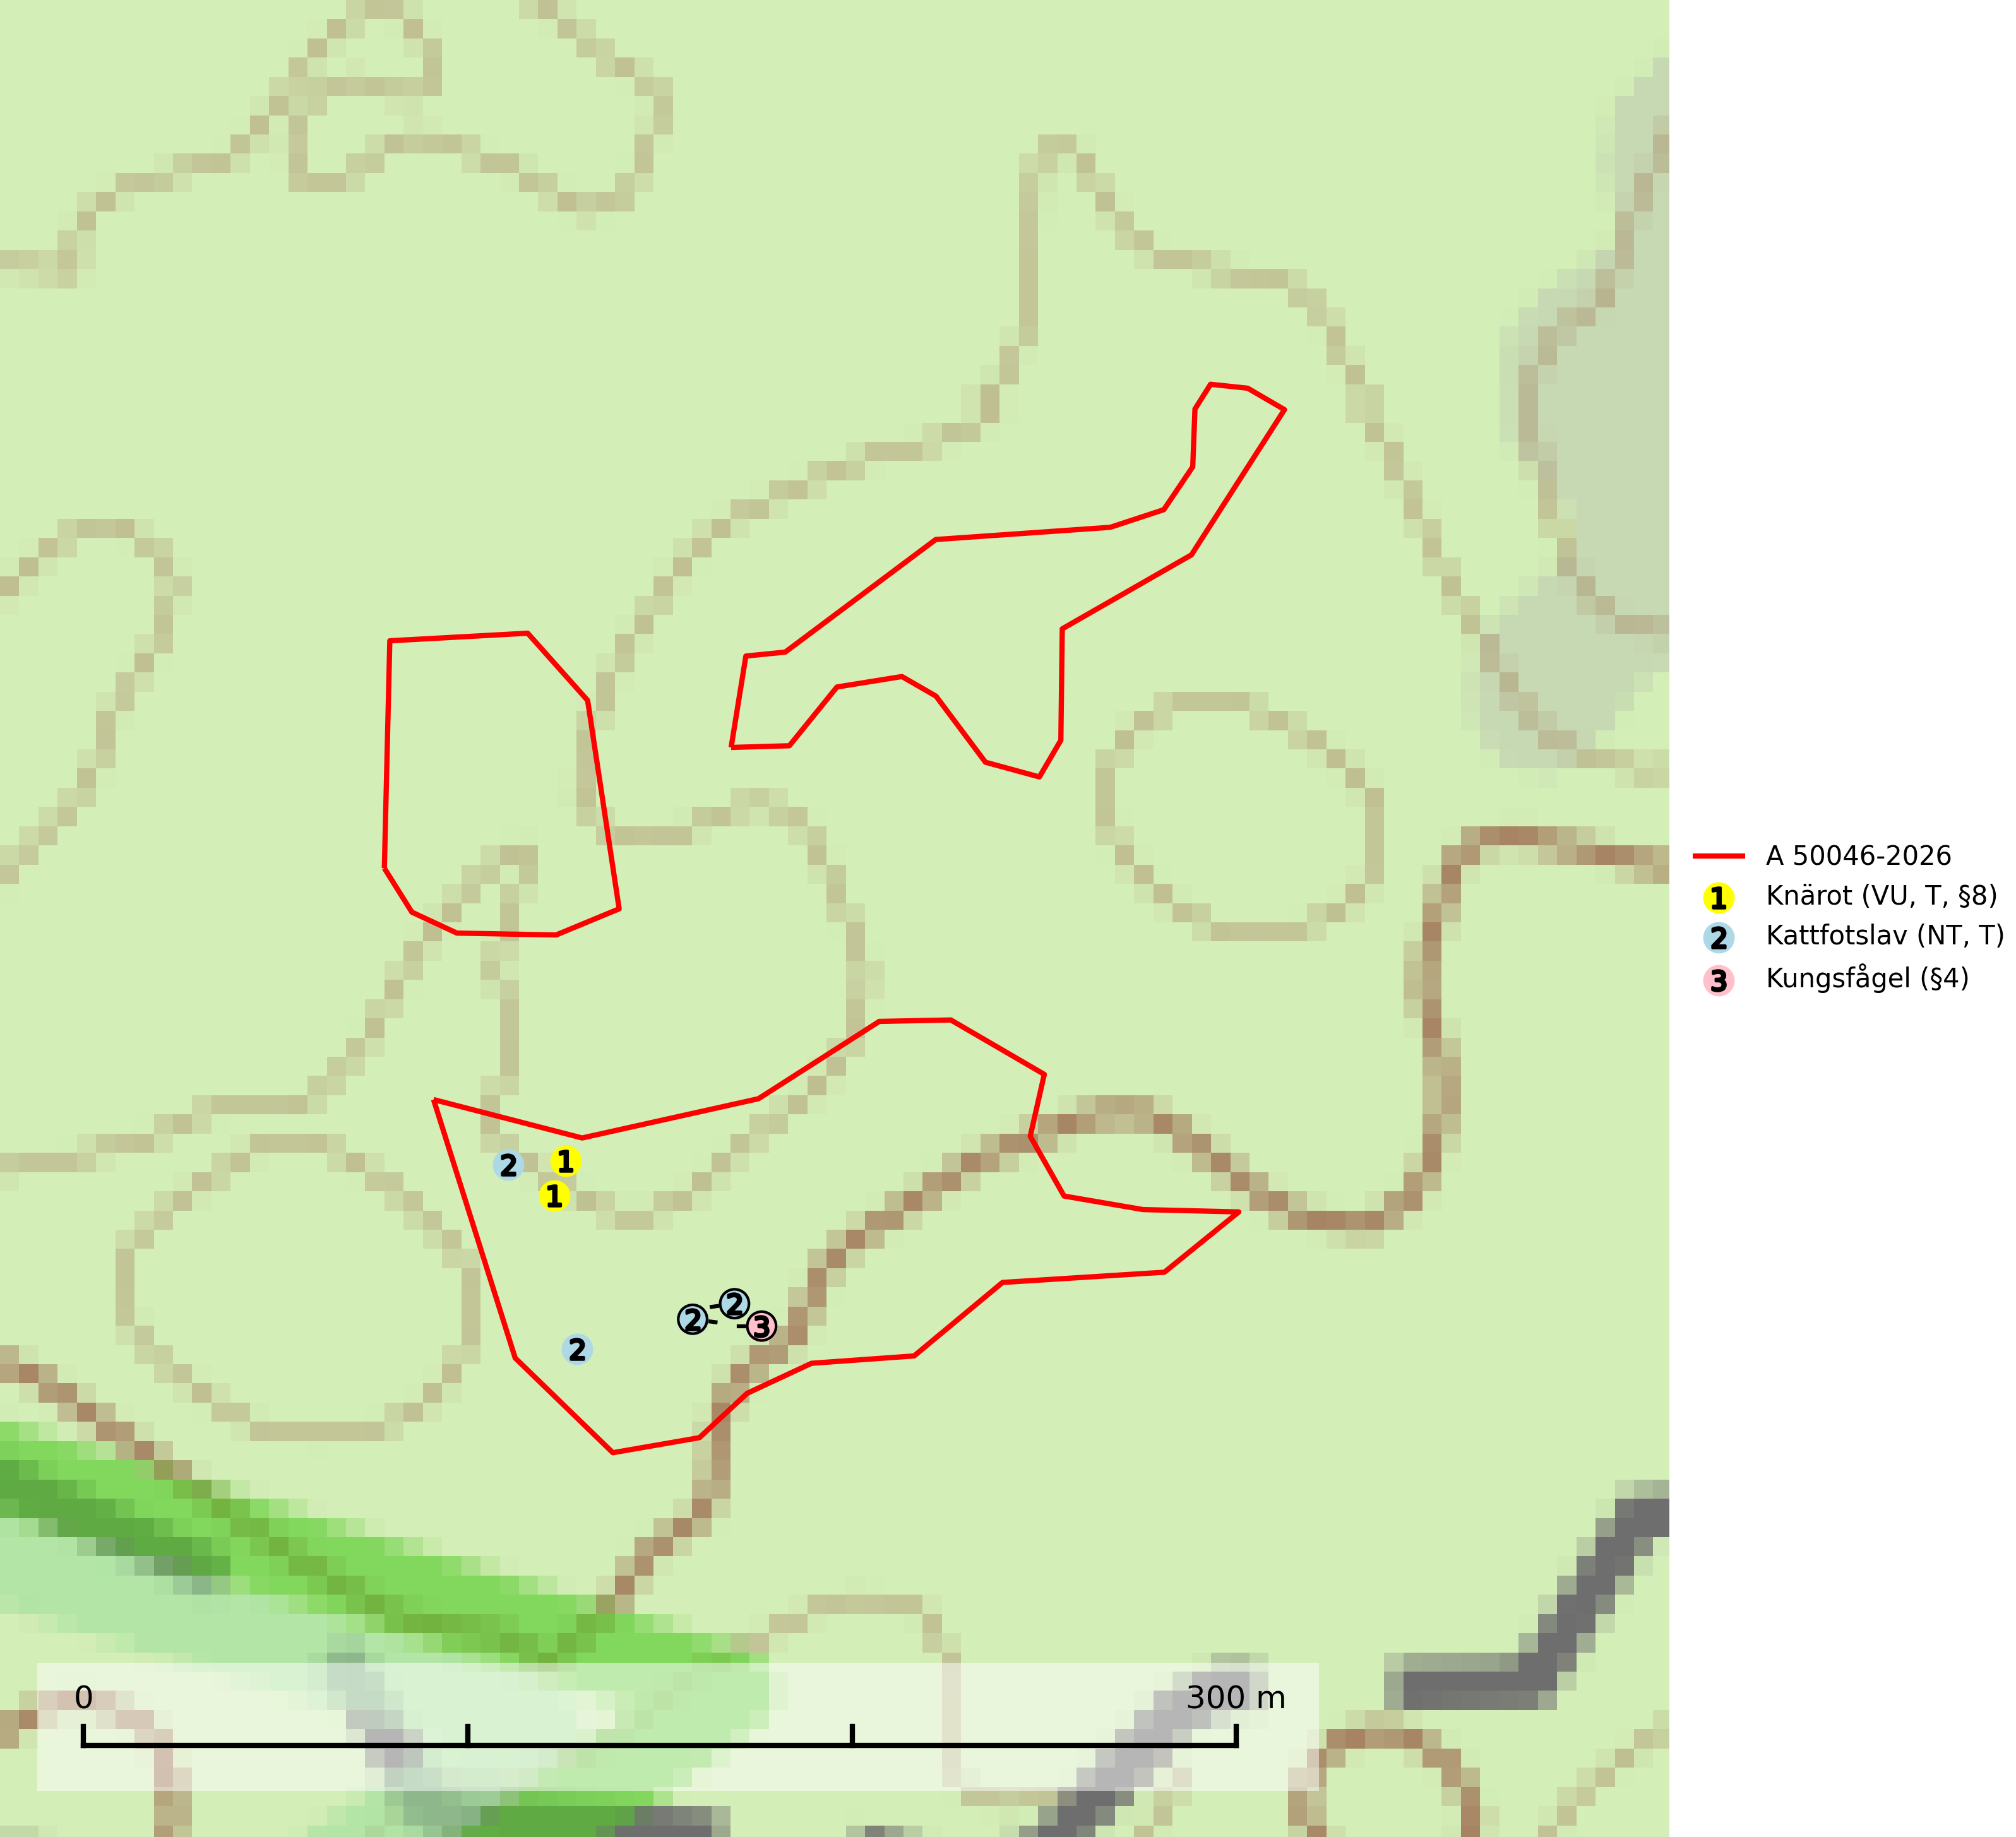 A 50046-2026
1 Knärot (VU, T, §8)
2 Kattfotslav (NT, T)
3 Kungsfågel (§4)
2 1
1
2
2 3
2
0 300 m